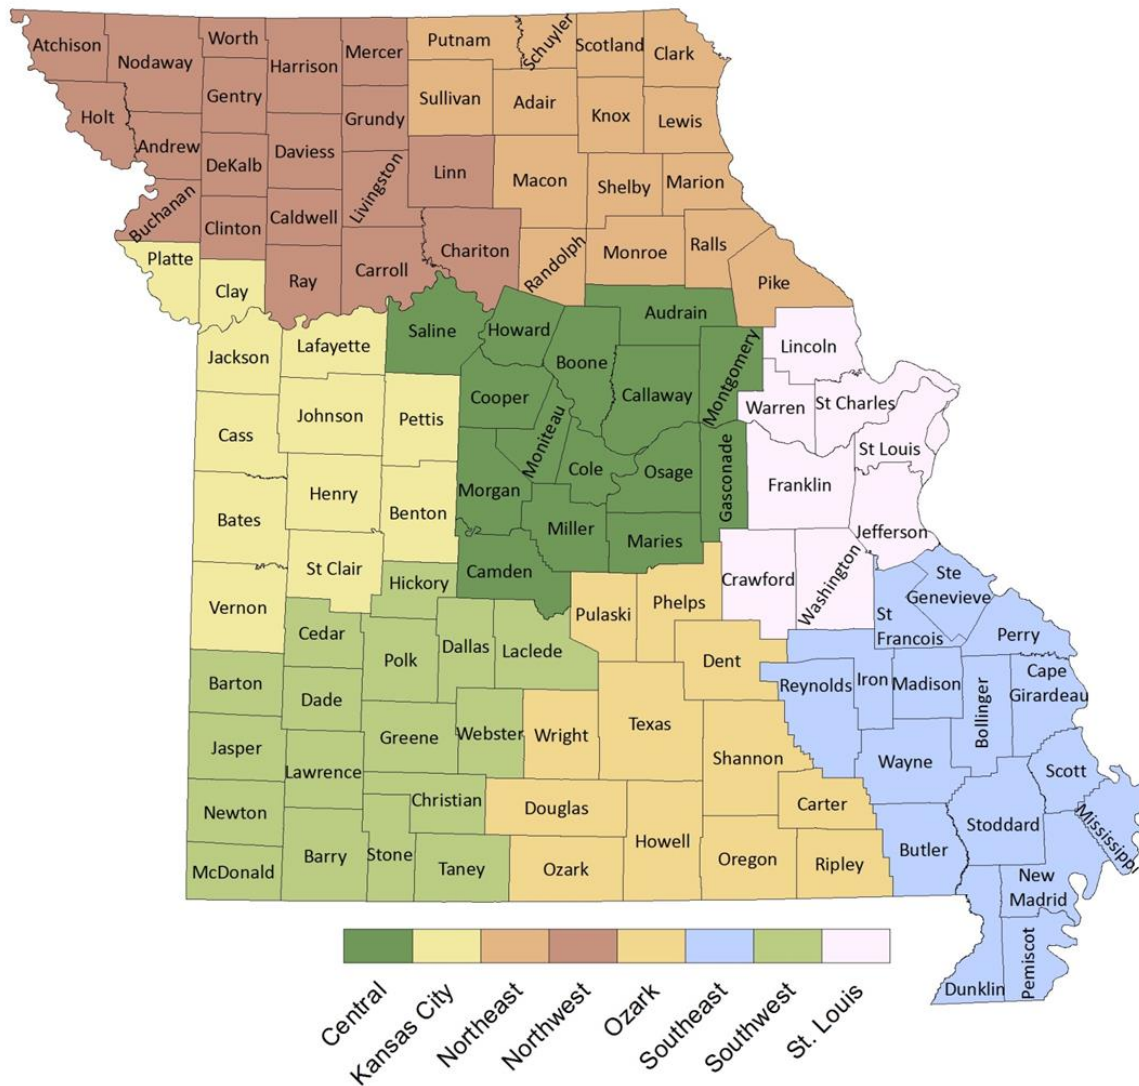 Atchison
Nodaway
Worth
Harrison
Mercer
Putnam
Schuyler
Scotland
Clark
Holt
Gentry
Grundy
Sullivan
Adair
Knox
Lewis
Andrew
DeKalb
Daviess
Livingston
Linn
Macon
Shelby
Marion
Buchanan
Clinton
Caldwell
Chariton
Randolph
Monroe
Ralls
Platte
Clay
Ray
Carroll
Pike
Saline
Howard
Boone
Audrain
Lincoln
Jackson
Lafayette
Cooper
Callaway
Montgomery
Warren
St Charles
Cass
Johnson
Pettis
Moniteau
Cole
Osage
Gasconade
St Louis
Franklin
Bates
Henry
Benton
Morgan
Miller
Maries
Jefferson
Vernon
St Clair
Hickory
Camden
Pulaski
Phelps
Crawford
Washington
Ste
Genevieve
St
Francois
Perry
Cedar
Polk
Dallas
Laclede
Dent
Barton
Dade
Reynolds
Iron
Madison
Bollinger
Cape
Girardeau
Jasper
Greene
Webster
Wright
Texas
Shannon
Wayne
Scott
Lawrence
Newton
Christian
Douglas
Carter
Stoddard
Mississippi
McDonald
Barry
Stone
Taney
Ozark
Howell
Oregon
Ripley
Butler
New
Madrid
Dunklin
Pemiscot
Central
Kansas City
Northeast
Northwest
Ozark
Southeast
Southwest
St. Louis